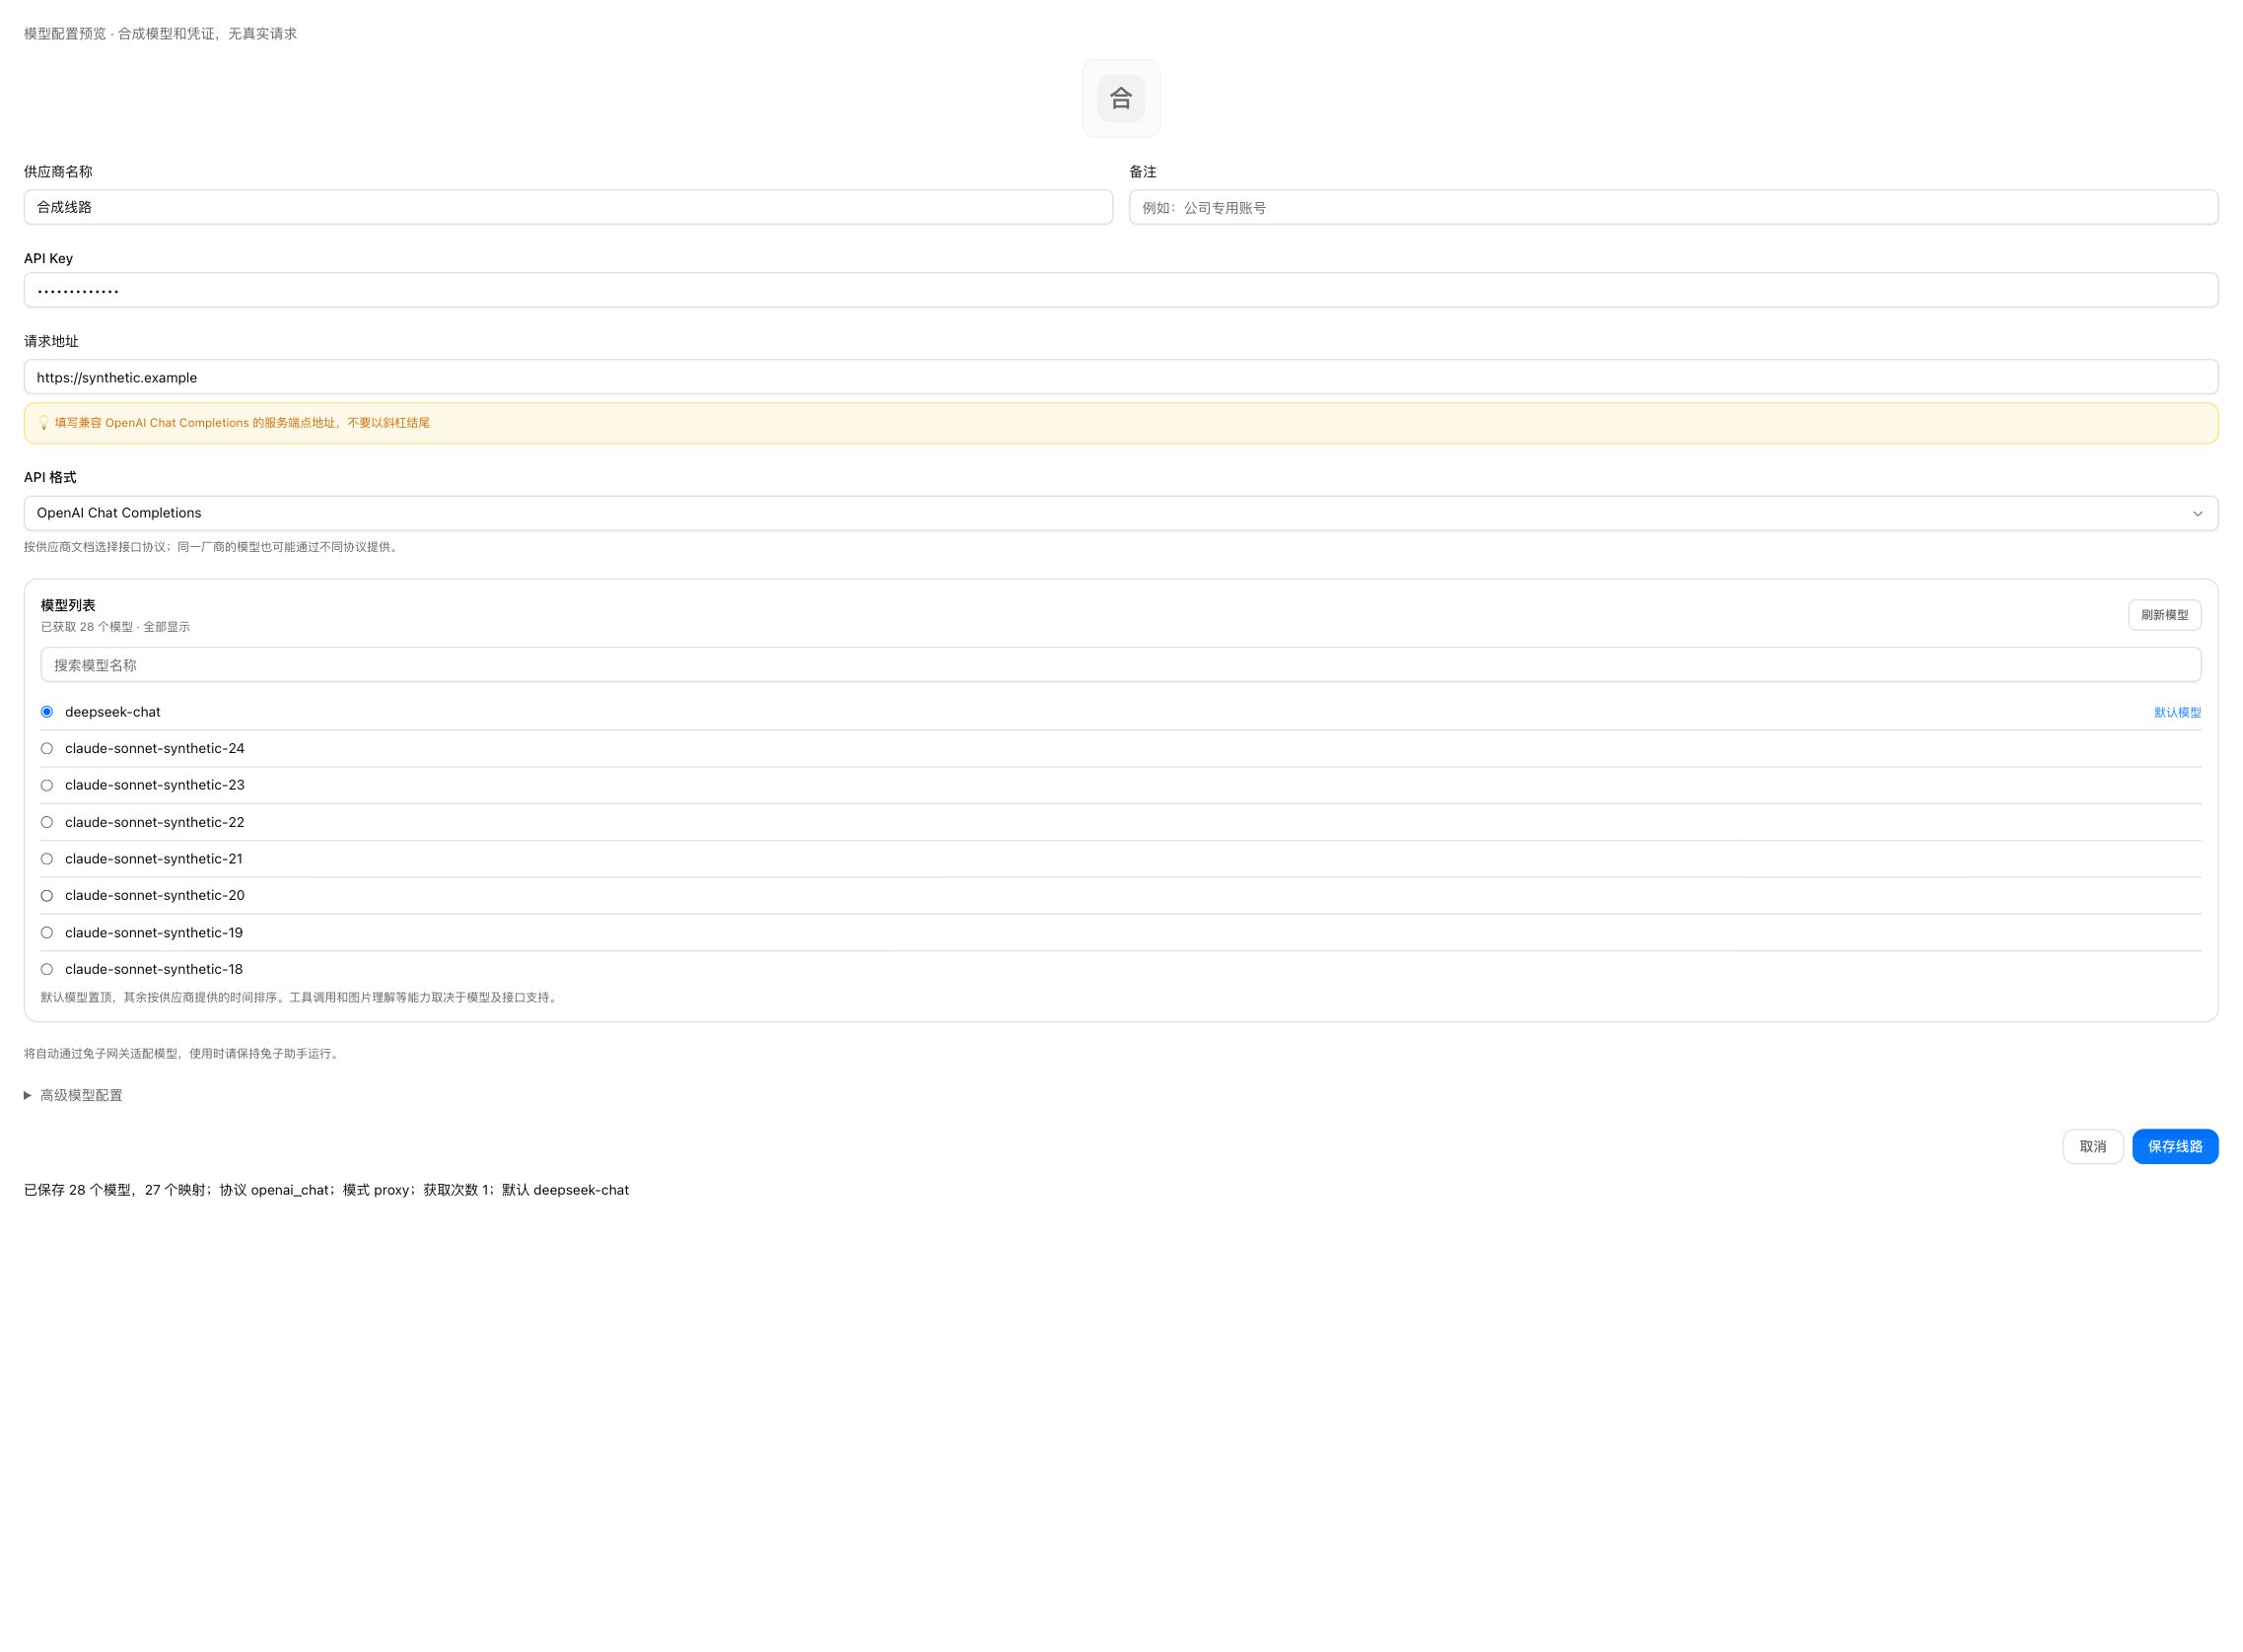 模型配置预览 · 合成模型和凭证，无真实请求
合
供应商名称
备注
合成线路
例如：公司专用账号
API Key
•••••••••••••
请求地址
https://synthetic.example
💡 填写兼容 OpenAI Chat Completions 的服务端点地址，不要以斜杠结尾
API 格式
OpenAI Chat Completions
按供应商文档选择接口协议；同一厂商的模型也可能通过不同协议提供。
模型列表
已获取 28 个模型 · 全部显示
刷新模型
搜索模型名称
deepseek-chat
默认模型
claude-sonnet-synthetic-24
claude-sonnet-synthetic-23
claude-sonnet-synthetic-22
claude-sonnet-synthetic-21
claude-sonnet-synthetic-20
claude-sonnet-synthetic-19
claude-sonnet-synthetic-18
默认模型置顶，其余按供应商提供的时间排序。工具调用和图片理解等能力取决于模型及接口支持。
将自动通过兔子网关适配模型，使用时请保持兔子助手运行。
高级模型配置
取消
保存线路
已保存 28 个模型，27 个映射；协议 openai_chat；模式 proxy；获取次数 1；默认 deepseek-chat